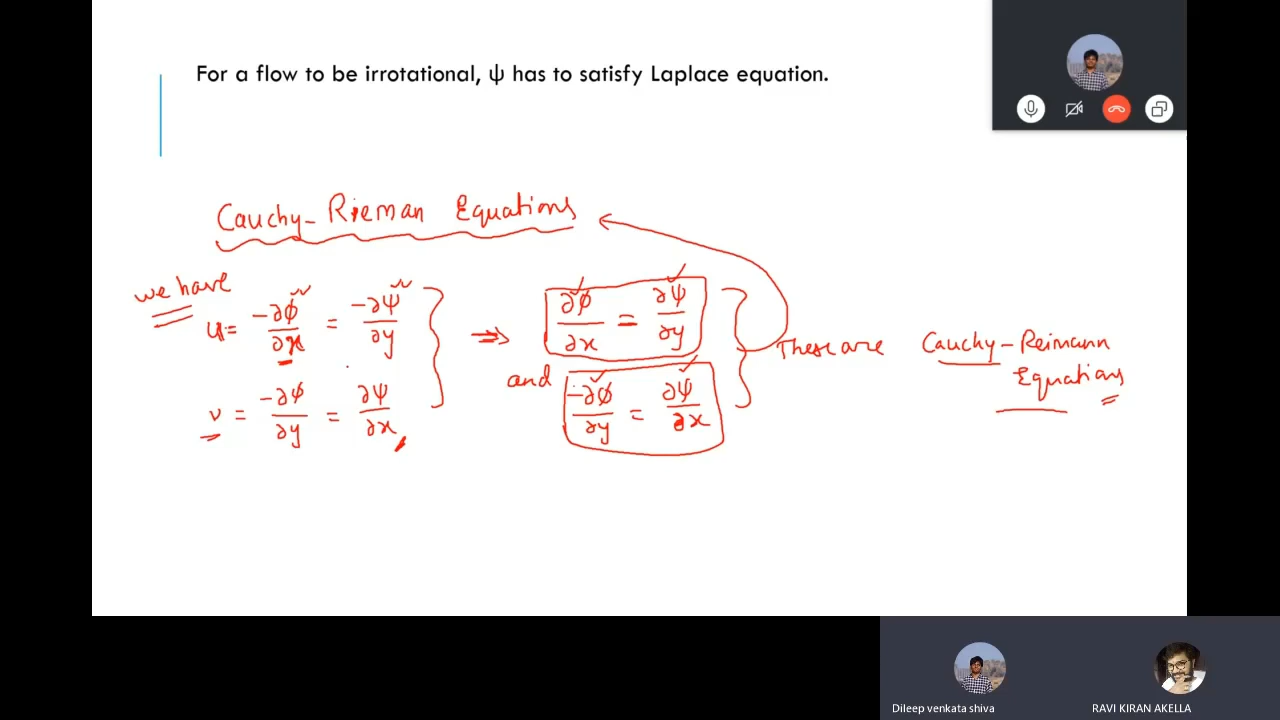 For a flow to be irrotational, ψ has to satisfy Laplace equation.
Cauchy-Rieman Equations
we have
u = -∂φ/∂x = -∂ψ/∂y
v = -∂φ/∂y = ∂ψ/∂x
⇒ ∂φ/∂x = ∂ψ/∂y
and
-∂φ/∂y = ∂ψ/∂x
These are Cauchy-Reimann
Equations
Dileep venkata shiva
RAVI KIRAN AKELLA